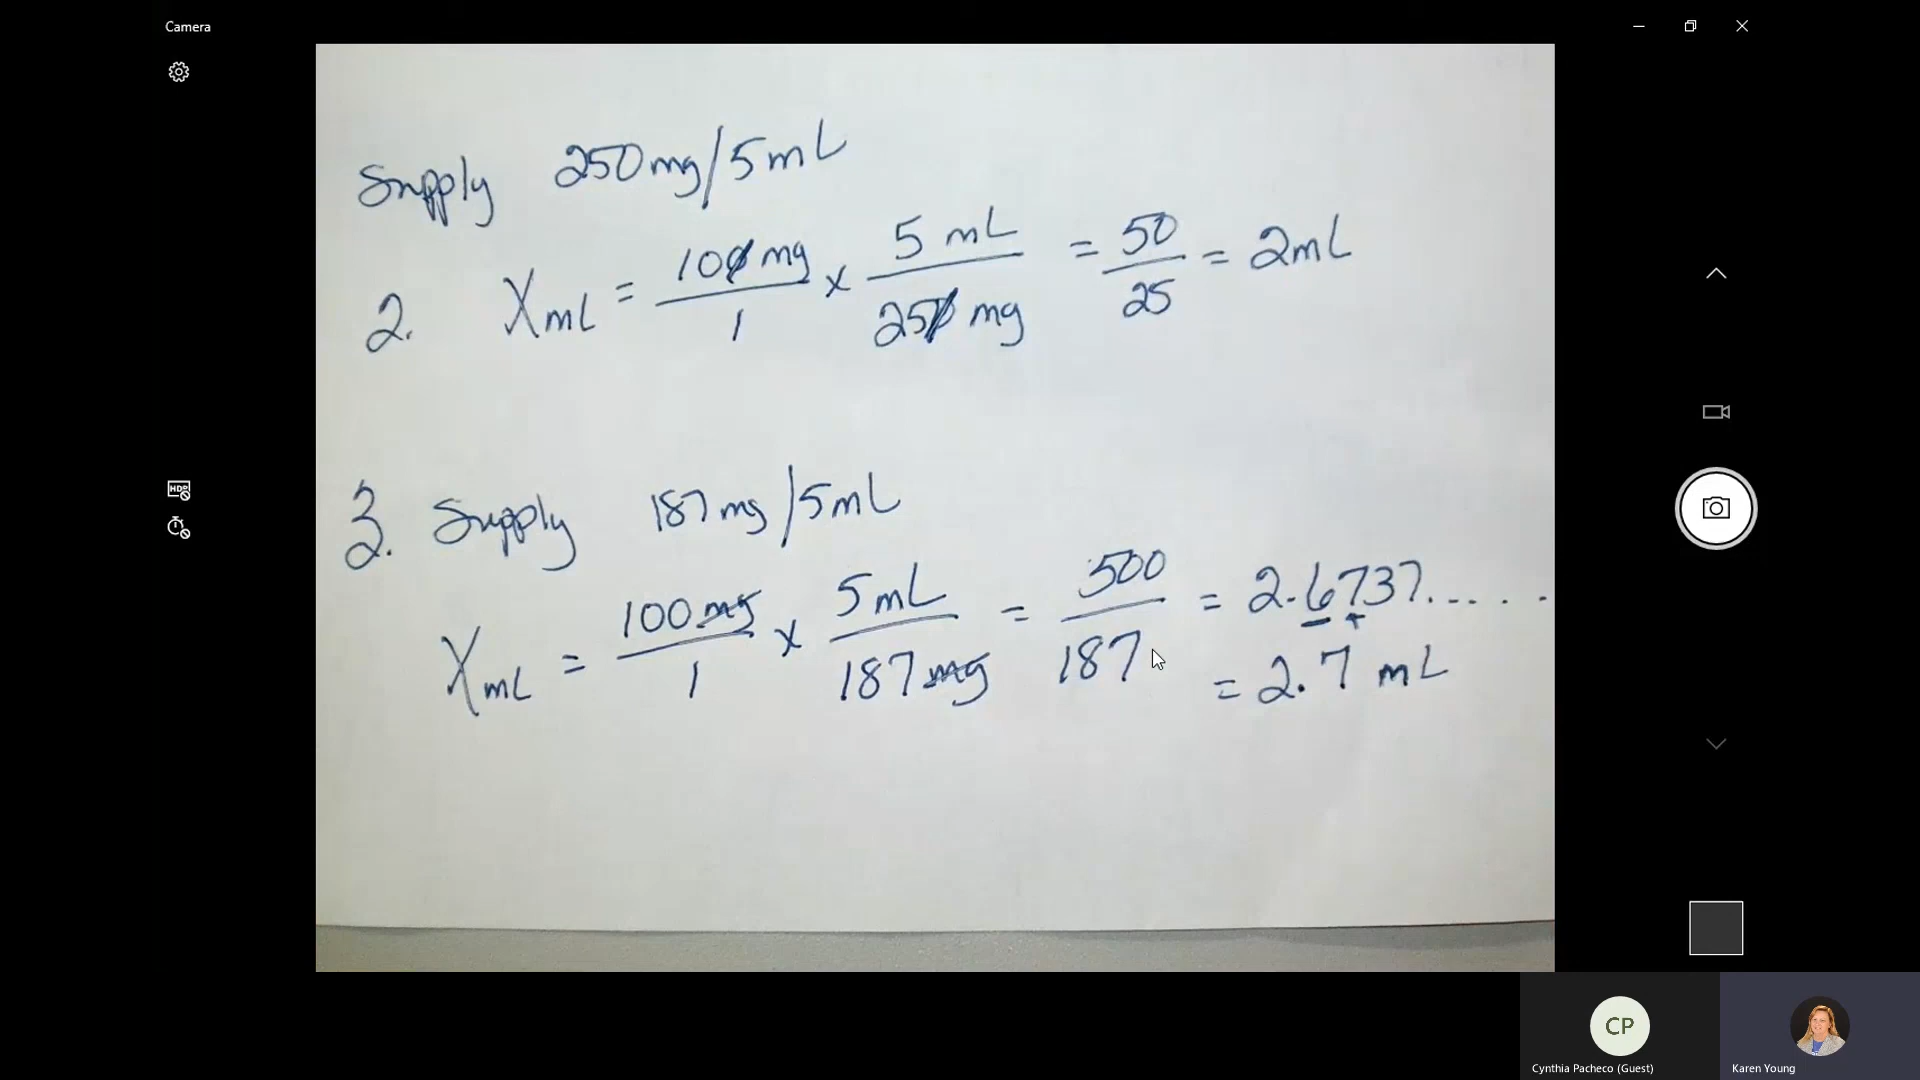 Camera
Supply 250mg/5mL
2. XmL = 100mg/1 x 5 mL/250 mg = 50/25 = 2mL
3. Supply 187mg/5mL
XmL = 100mg/1 x 5mL/187mg = 500/187 = 2.6737.....
= 2.7 mL
CP
Cynthia Pacheco (Guest)
Karen Young